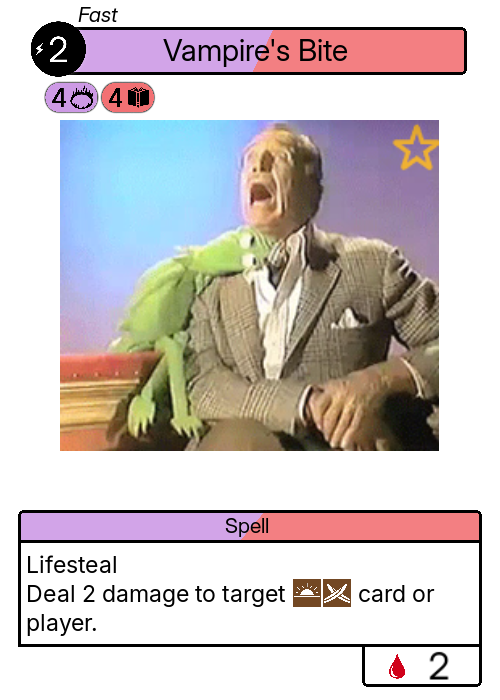 Fast
2
Vampire's Bite
4 4
Spell
Lifesteal
Deal 2 damage to target card or
player.
2